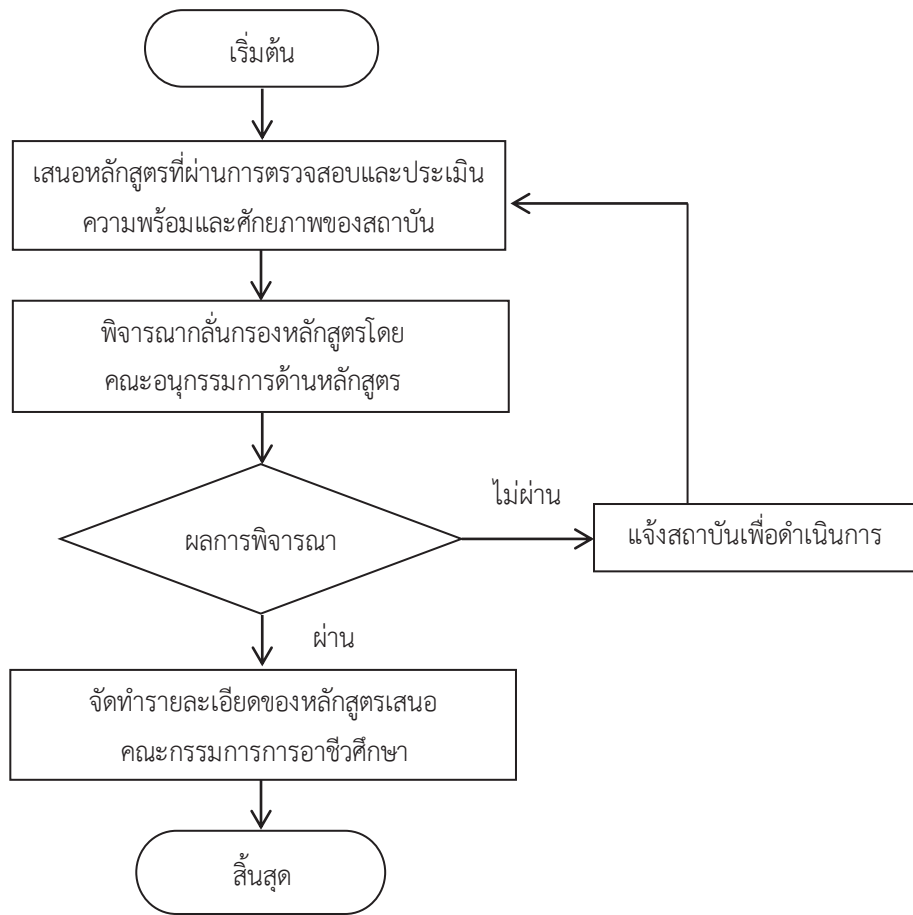 เริ่มต้น
เสนอหลักสูตรที่ผ่านการตรวจสอบและประเมิน
ความพร้อมและศักยภาพของสถาบัน
พิจารณากลั่นกรองหลักสูตรโดย
คณะอนุกรรมการด้านหลักสูตร
ไม่ผ่าน
ผลการพิจารณา
แจ้งสถาบันเพื่อดำเนินการ
ผ่าน
จัดทำรายละเอียดของหลักสูตรเสนอ
คณะกรรมการการอาชีวศึกษา
สิ้นสุด